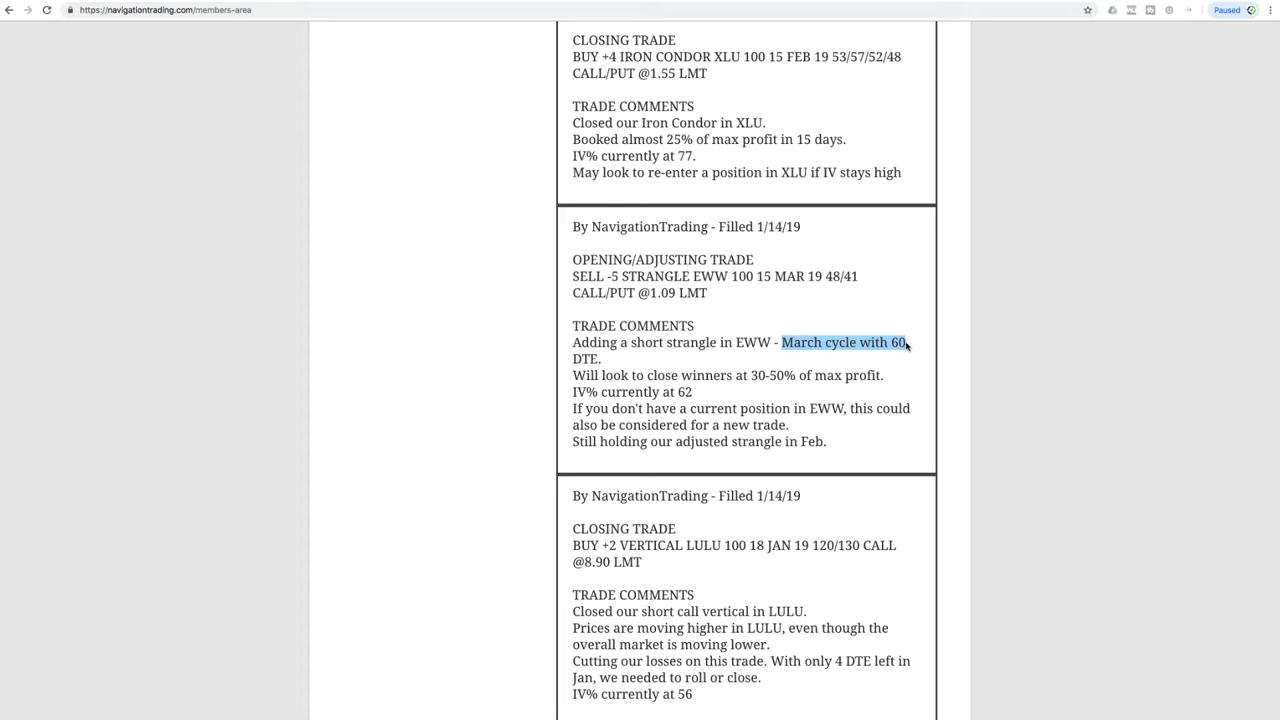 https://navigationtrading.com/members-area
Paused
CLOSING TRADE
BUY +4 IRON CONDOR XLU 100 15 FEB 19 53/57/52/48
CALL/PUT @1.55 LMT
TRADE COMMENTS
Closed our Iron Condor in XLU.
Booked almost 25% of max profit in 15 days.
IV% currently at 77.
May look to re-enter a position in XLU if IV stays high
By NavigationTrading - Filled 1/14/19
OPENING/ADJUSTING TRADE
SELL -5 STRANGLE EWW 100 15 MAR 19 48/41
CALL/PUT @1.09 LMT
TRADE COMMENTS
Adding a short strangle in EWW - March cycle with 60
DTE.
Will look to close winners at 30-50% of max profit.
IV% currently at 62
If you don't have a current position in EWW, this could
also be considered for a new trade.
Still holding our adjusted strangle in Feb.
By NavigationTrading - Filled 1/14/19
CLOSING TRADE
BUY +2 VERTICAL LULU 100 18 JAN 19 120/130 CALL
@8.90 LMT
TRADE COMMENTS
Closed our short call vertical in LULU.
Prices are moving higher in LULU, even though the
overall market is moving lower.
Cutting our losses on this trade. With only 4 DTE left in
Jan, we needed to roll or close.
IV% currently at 56